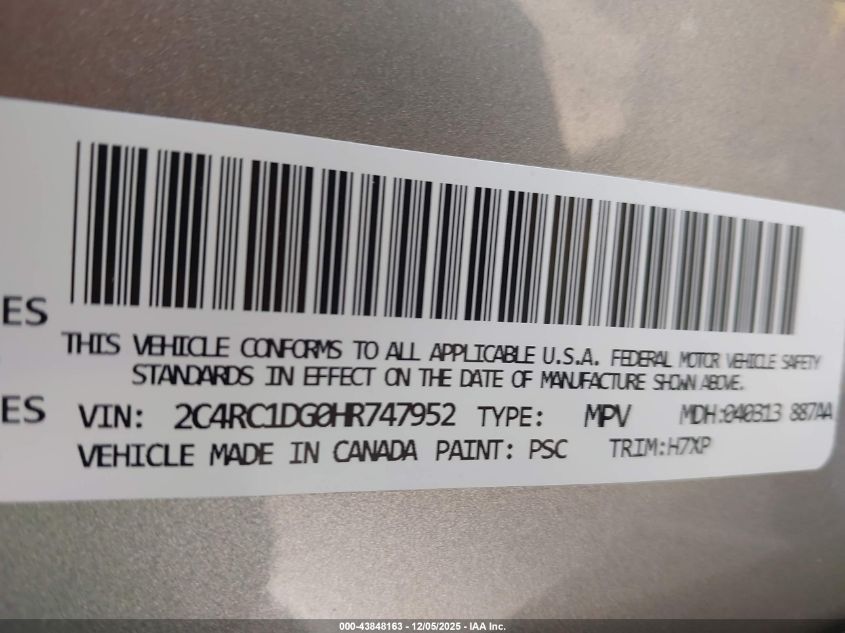 ES
THIS VEHICLE CONFORMS TO ALL APPLICABLE U.S.A. FEDERAL MOTOR VEHICLE SAFETY
STANDARDS IN EFFECT ON THE DATE OF MANUFACTURE SHOWN ABOVE.
ES
VIN: 2C4RC1DG0HR747952 TYPE: MPV MDH:040313 887AA
VEHICLE MADE IN CANADA PAINT: PSC TRIM:H7XP
000-43848163 - 12/05/2025 - IAA Inc.